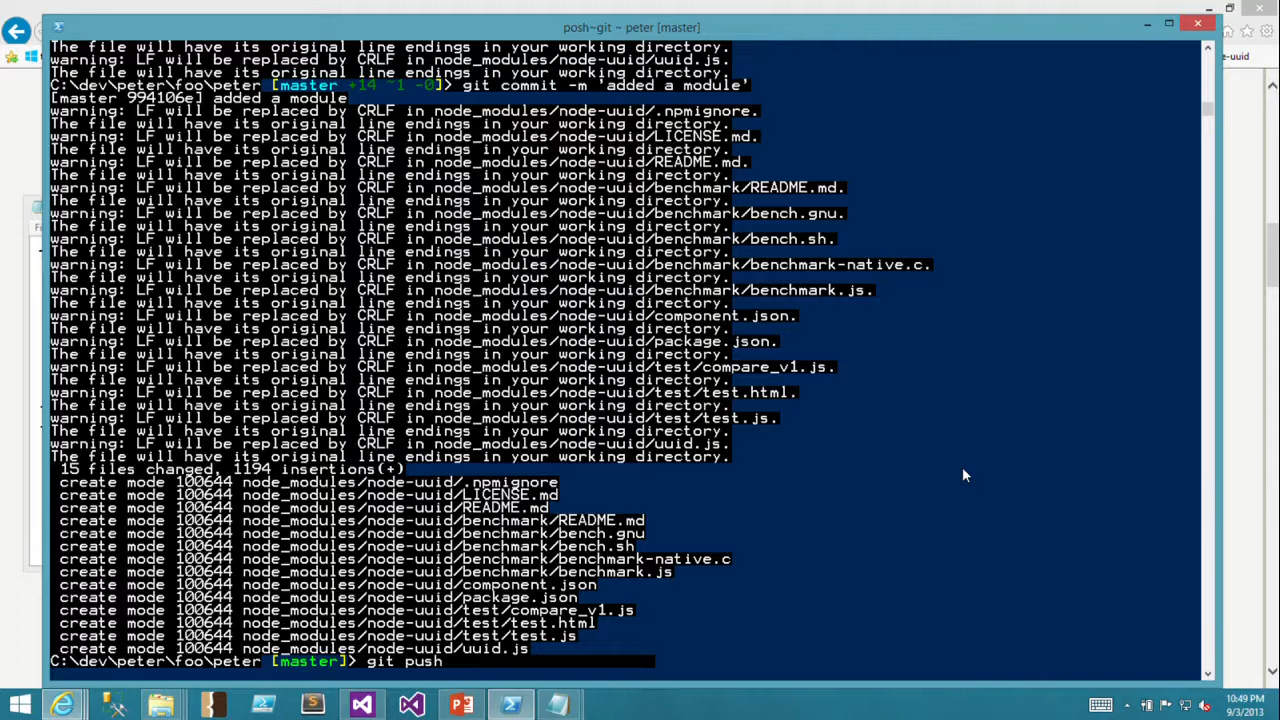 posh~git ~ peter [master]
The file will have its original line endings in your working directory.
warning: LF will be replaced by CRLF in node_modules/node-uuid/uuid.js.
The file will have its original line endings in your working directory.
C:\dev\peter\foo\peter [master +14 ~1 -0]> git commit -m 'added a module'
[master 994106e] added a module
warning: LF will be replaced by CRLF in node_modules/node-uuid/.npmignore.
The file will have its original line endings in your working directory.
warning: LF will be replaced by CRLF in node_modules/node-uuid/LICENSE.md.
The file will have its original line endings in your working directory.
warning: LF will be replaced by CRLF in node_modules/node-uuid/README.md.
The file will have its original line endings in your working directory.
warning: LF will be replaced by CRLF in node_modules/node-uuid/benchmark/README.md.
The file will have its original line endings in your working directory.
warning: LF will be replaced by CRLF in node_modules/node-uuid/benchmark/bench.gnu.
The file will have its original line endings in your working directory.
warning: LF will be replaced by CRLF in node_modules/node-uuid/benchmark/bench.sh.
The file will have its original line endings in your working directory.
warning: LF will be replaced by CRLF in node_modules/node-uuid/benchmark/benchmark-native.c.
The file will have its original line endings in your working directory.
warning: LF will be replaced by CRLF in node_modules/node-uuid/benchmark/benchmark.js.
The file will have its original line endings in your working directory.
warning: LF will be replaced by CRLF in node_modules/node-uuid/component.json.
The file will have its original line endings in your working directory.
warning: LF will be replaced by CRLF in node_modules/node-uuid/package.json.
The file will have its original line endings in your working directory.
warning: LF will be replaced by CRLF in node_modules/node-uuid/test/compare_v1.js.
The file will have its original line endings in your working directory.
warning: LF will be replaced by CRLF in node_modules/node-uuid/test/test.html.
The file will have its original line endings in your working directory.
warning: LF will be replaced by CRLF in node_modules/node-uuid/test/test.js.
The file will have its original line endings in your working directory.
warning: LF will be replaced by CRLF in node_modules/node-uuid/uuid.js.
The file will have its original line endings in your working directory.
15 files changed, 1194 insertions(+)
create mode 100644 node_modules/node-uuid/.npmignore
create mode 100644 node_modules/node-uuid/LICENSE.md
create mode 100644 node_modules/node-uuid/README.md
create mode 100644 node_modules/node-uuid/benchmark/README.md
create mode 100644 node_modules/node-uuid/benchmark/bench.gnu
create mode 100644 node_modules/node-uuid/benchmark/bench.sh
create mode 100644 node_modules/node-uuid/benchmark/benchmark-native.c
create mode 100644 node_modules/node-uuid/benchmark/benchmark.js
create mode 100644 node_modules/node-uuid/component.json
create mode 100644 node_modules/node-uuid/package.json
create mode 100644 node_modules/node-uuid/test/compare_v1.js
create mode 100644 node_modules/node-uuid/test/test.html
create mode 100644 node_modules/node-uuid/test/test.js
create mode 100644 node_modules/node-uuid/uuid.js
C:\dev\peter\foo\peter [master]> git push
-uuid
10:49 PM
9/3/2013